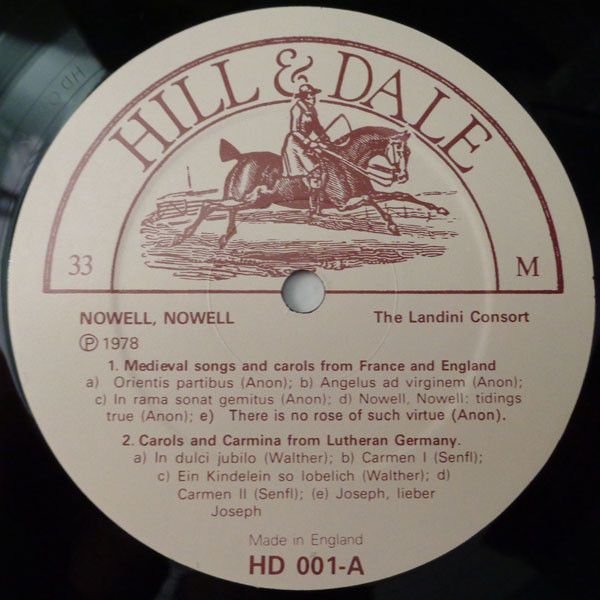 HILL & DALE
33 M
NOWELL, NOWELL The Landini Consort
Ⓟ 1978
1. Medieval songs and carols from France and England
a) Orientis partibus (Anon); b) Angelus ad virginem (Anon);
c) In rama sonat gemitus (Anon); d) Nowell, Nowell: tidings
true (Anon); e) There is no rose of such virtue (Anon).
2. Carols and Carmina from Lutheran Germany.
a) In dulci jubilo (Walther); b) Carmen I (Senfl);
c) Ein Kindelein so lobelich (Walther); d)
Carmen II (Senfl); (e) Joseph, lieber
Joseph
Made in England
HD 001-A